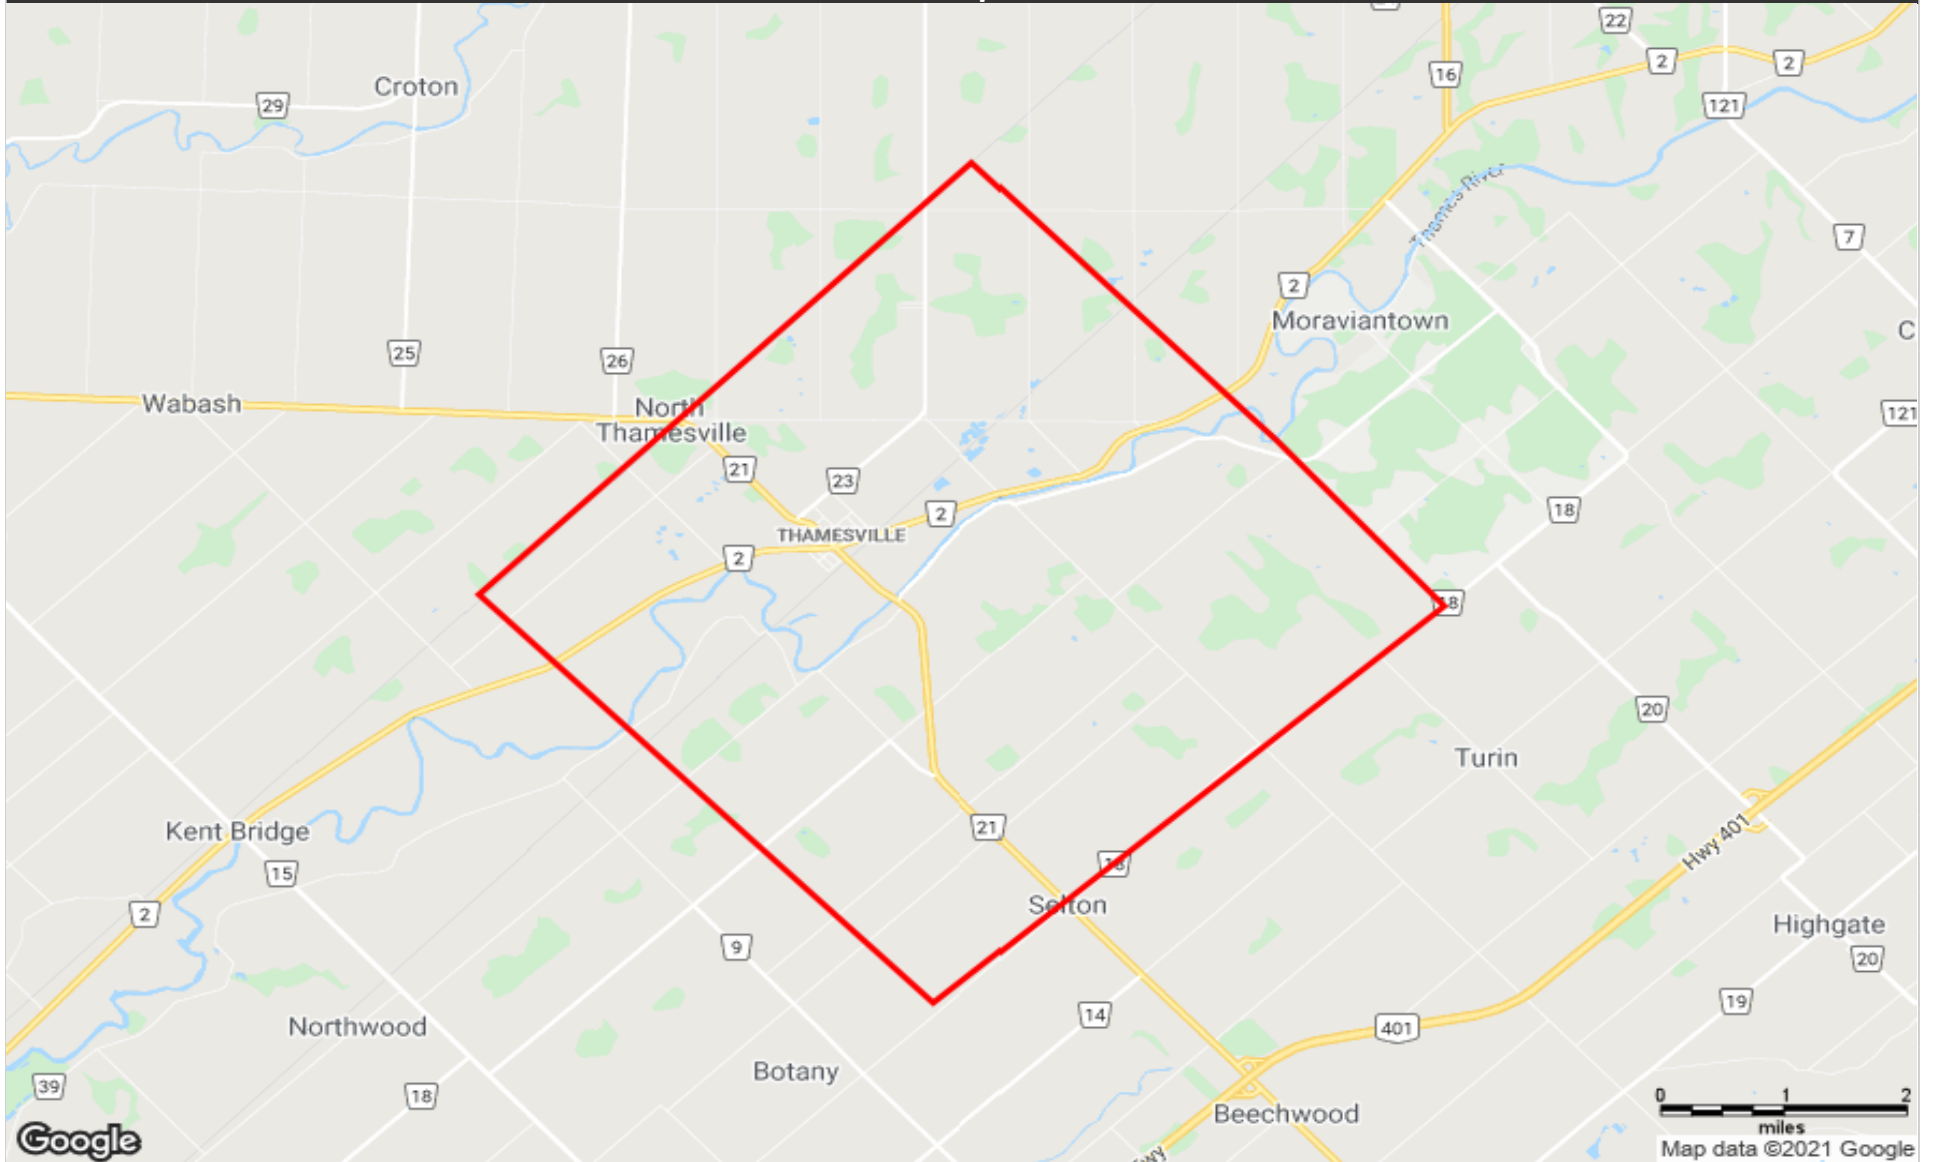 22
2
2
16
Croton
29
121
Thames River
7
2
Moraviantown
C
25
26
Wabash
North
Thamesville
121
21
23
18
2
THAMESVILLE
2
18
20
Turin
21
Kent Bridge
Hwy 401
15
18
Selton
2
Highgate
9
20
19
14
Northwood
401
Botany
39
18
0 1 2
miles
Beechwood
Google
Map data ©2021 Google